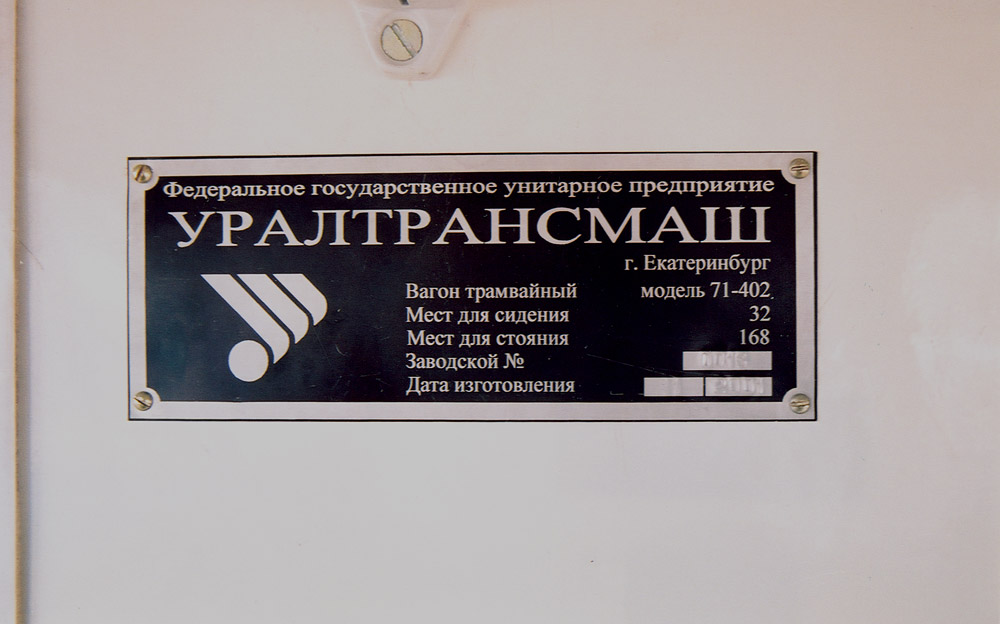 Федеральное государственное унитарное предприятие
УРАЛТРАНСМАШ
г. Екатеринбург
Вагон трамвайный модель 71-402
Мест для сидения 32
Мест для стояния 168
Заводской №
Дата изготовления